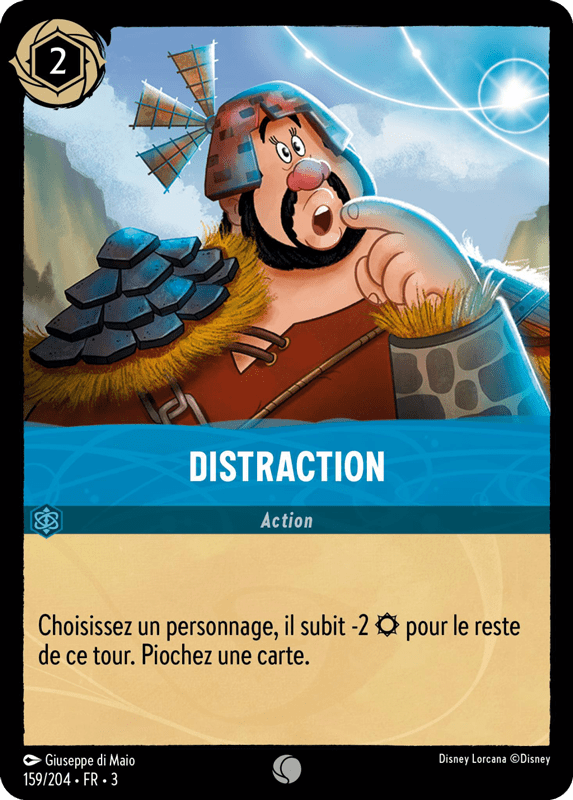 2
DISTRACTION
Action
Choisissez un personnage, il subit -2 pour le reste
de ce tour. Piochez une carte.
Giuseppe di Maio
Disney Lorcana ©Disney
159/204 • FR • 3